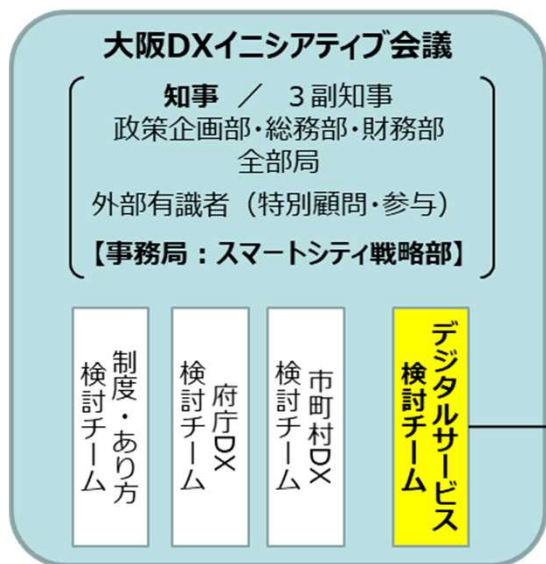 大阪DXイニシアティブ会議
知事 ／ 3副知事
政策企画部・総務部・財務部
全部局
外部有識者（特別顧問・参与）
【事務局：スマートシティ戦略部】
制度・あり方
検討チーム
府庁DX
検討チーム
市町村DX
検討チーム
デジタルサービス
検討チーム